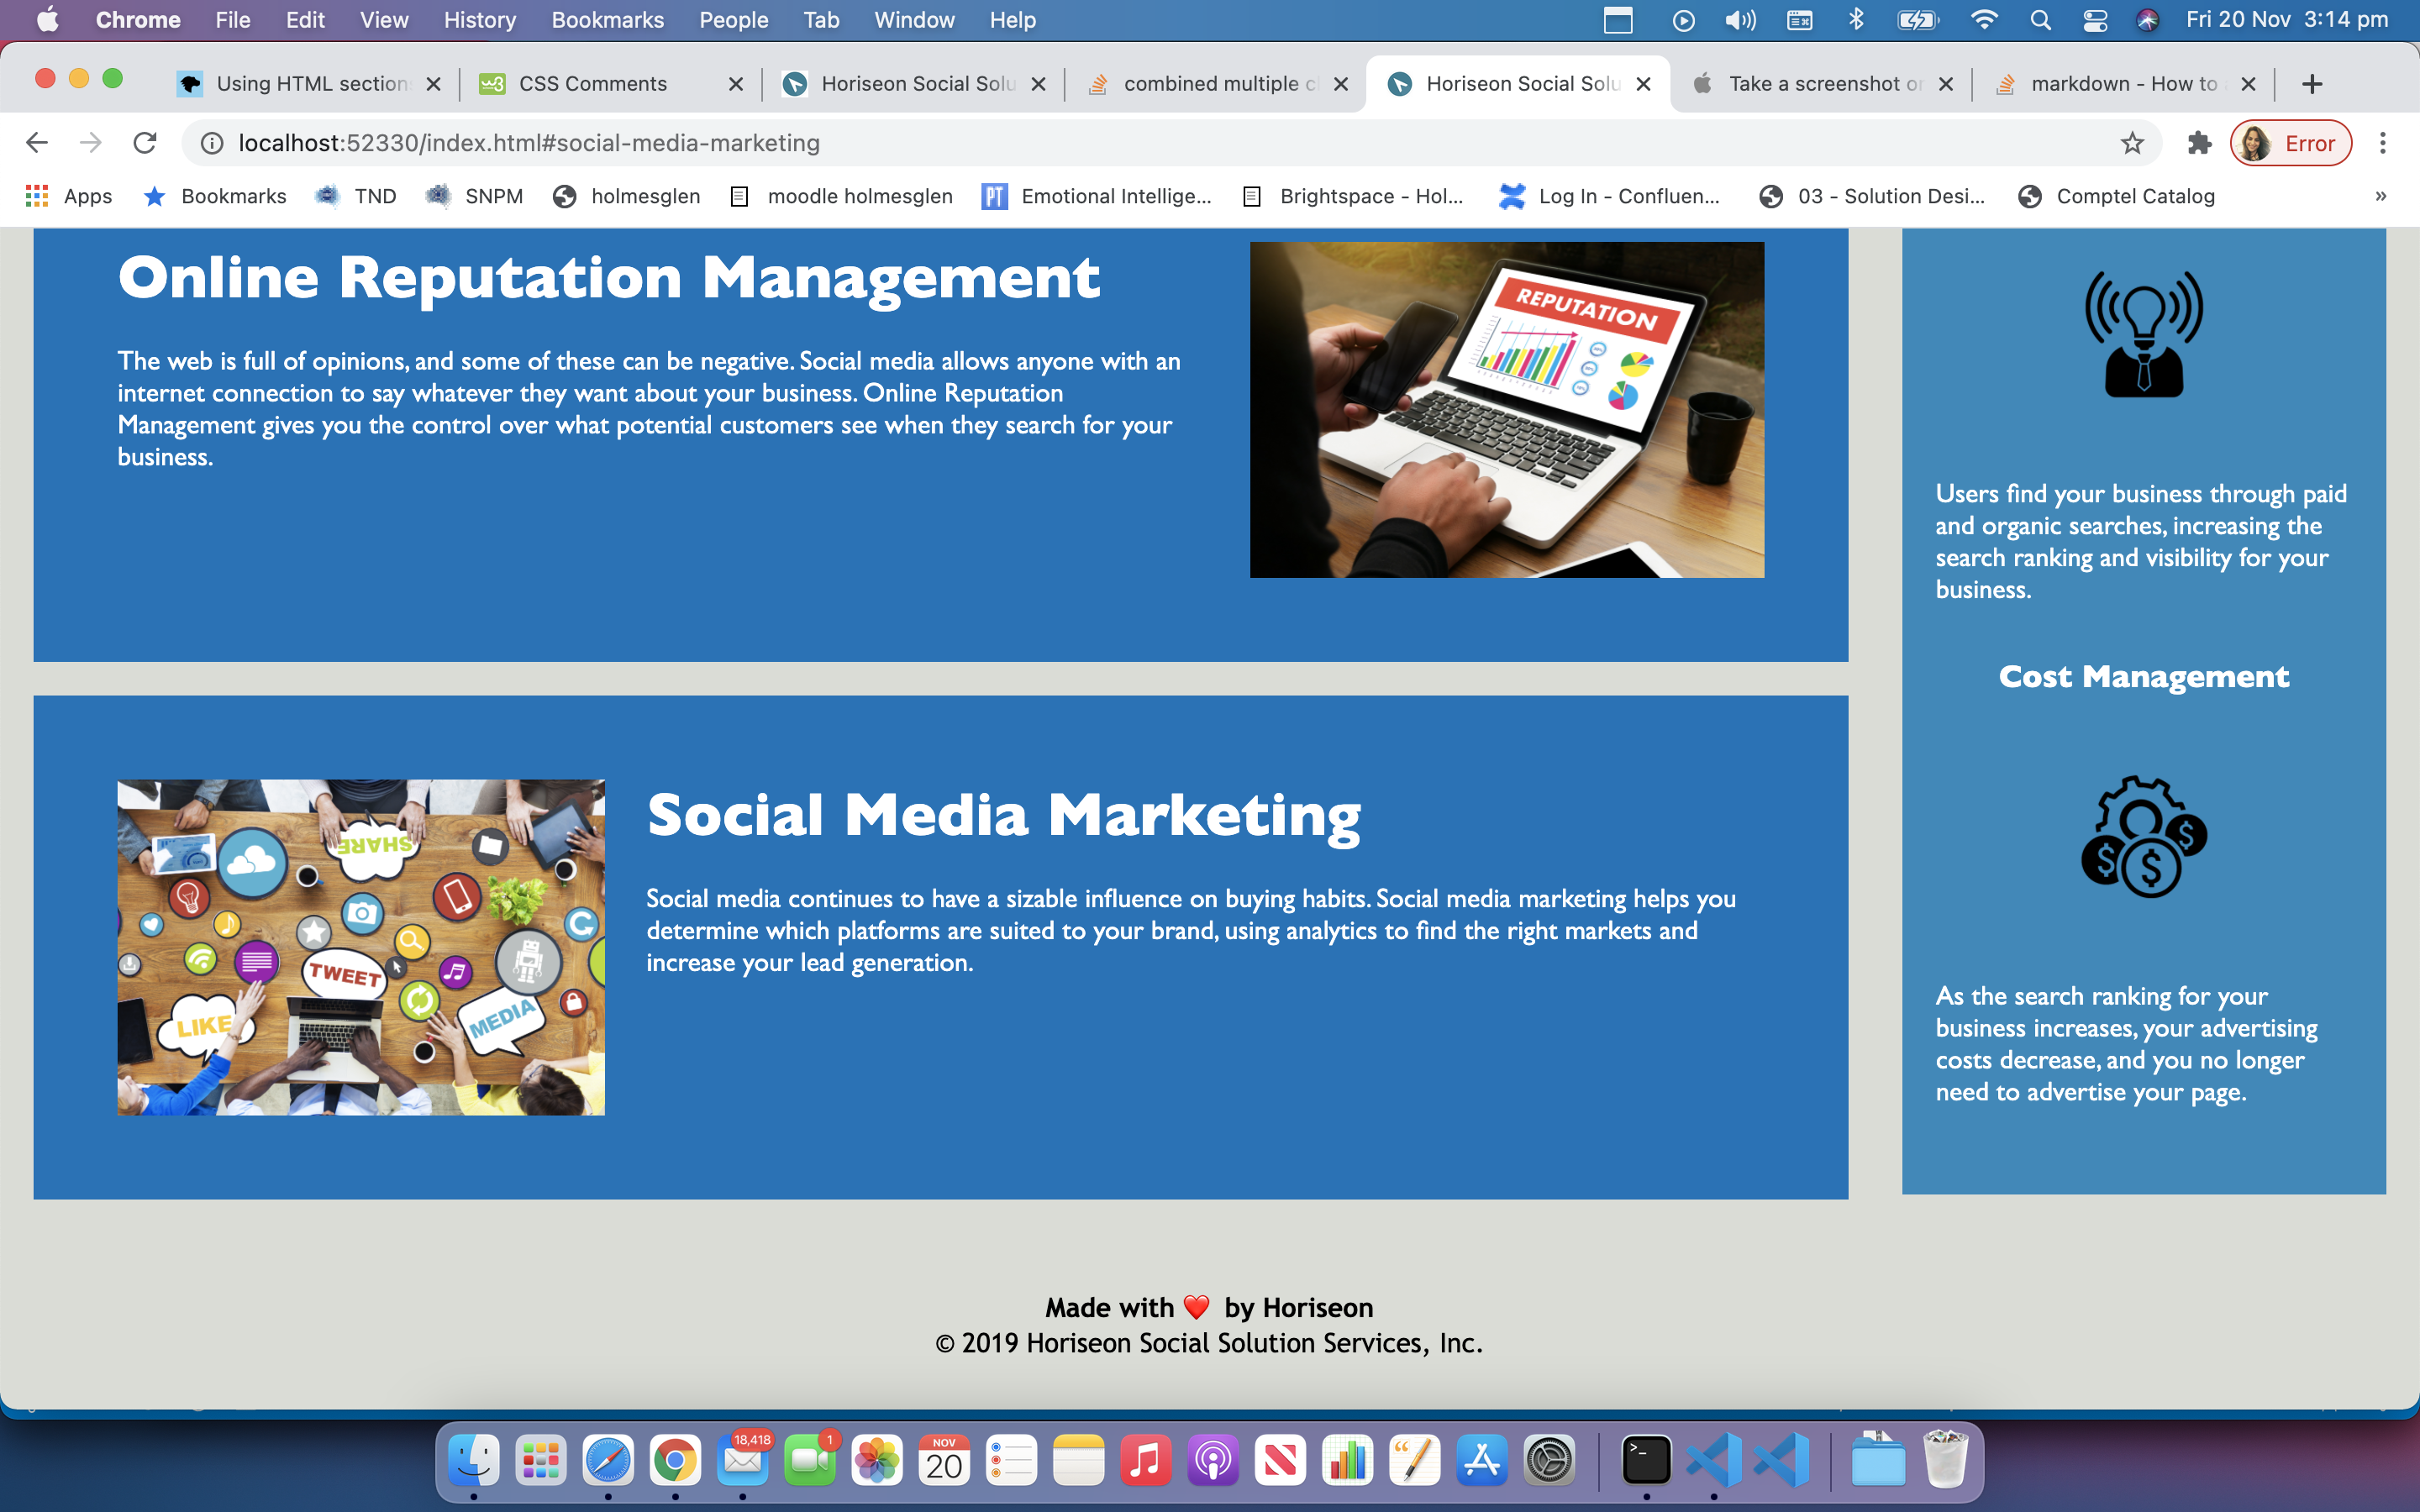 Chrome File Edit View History Bookmarks People Tab Window Help Fri 20 Nov 3:14 pm
Using HTML section CSS Comments Horiseon Social Solu combined multiple cl Horiseon Social Solu Take a screenshot or markdown - How to
localhost:52330/index.html#social-media-marketing Error
Apps Bookmarks TND SNPM holmesglen moodle holmesglen Emotional Intellige... Brightspace - Hol... Log In - Confluen... 03 - Solution Desi... Comptel Catalog »
Online Reputation Management
The web is full of opinions, and some of these can be negative. Social media allows anyone with an
internet connection to say whatever they want about your business. Online Reputation
Management gives you the control over what potential customers see when they search for your
business.
REPUTATION
Social Media Marketing
Social media continues to have a sizable influence on buying habits. Social media marketing helps you
determine which platforms are suited to your brand, using analytics to find the right markets and
increase your lead generation.
SHARE
TWEET
LIKE
MEDIA
Users find your business through paid
and organic searches, increasing the
search ranking and visibility for your
business.
Cost Management
$ $ $
As the search ranking for your
business increases, your advertising
costs decrease, and you no longer
need to advertise your page.
Made with ❤️ by Horiseon
© 2019 Horiseon Social Solution Services, Inc.
18,418 1 NOV
20